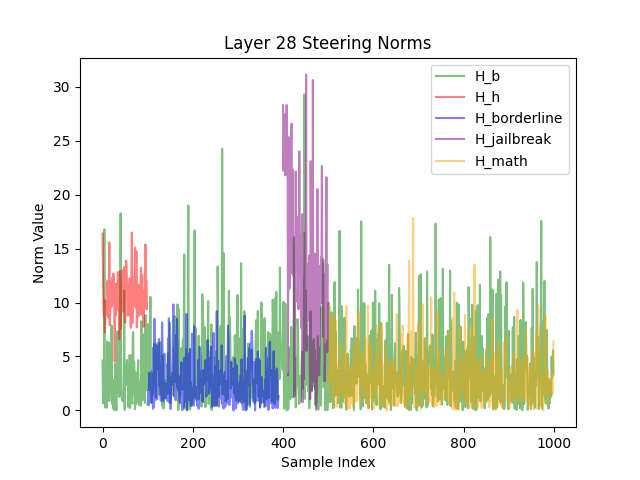 Layer 28 Steering Norms
H_b
H_h
H_borderline
H_jailbreak
H_math
Norm Value
30
25
20
15
10
5
0
0 200 400 600 800 1000
Sample Index